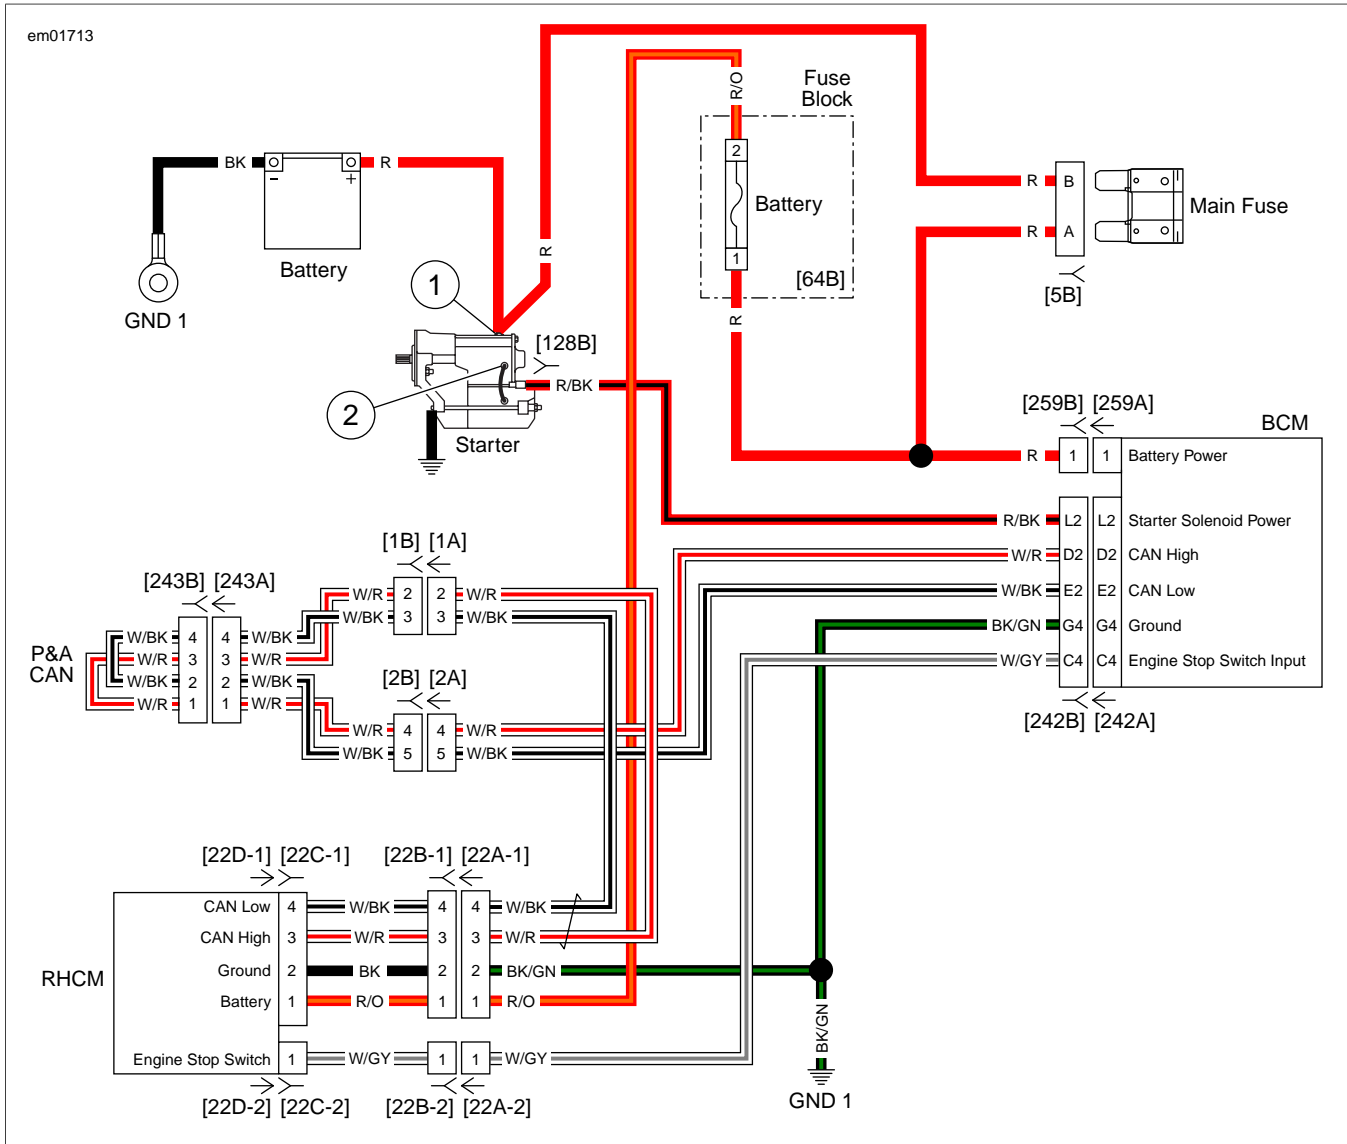 em01713
Fuse
Block
R/O
2
Battery
1
[64B]
R
BK
R
-
+
Battery
GND 1
R
1
2
[128B]
R/BK
Starter
R
B
R
A
Main Fuse
[5B]
[259B] [259A]
BCM
R
1
1
Battery Power
R/BK
L2
L2
Starter Solenoid Power
W/R
D2
D2
CAN High
W/BK
E2
E2
CAN Low
BK/GN
G4
G4
Ground
W/GY
C4
C4
Engine Stop Switch Input
[242B] [242A]
[1B] [1A]
W/R
2
2
W/R
W/BK
3
3
W/BK
[243B] [243A]
P&A
CAN
W/BK
4
4
W/BK
W/R
3
3
W/R
W/BK
2
2
W/BK
W/R
1
1
W/R
[2B] [2A]
W/R
4
4
W/R
W/BK
5
5
W/BK
[22D-1] [22C-1]
[22B-1] [22A-1]
RHCM
CAN Low
4
W/BK
4
4
W/BK
CAN High
3
W/R
3
3
W/R
Ground
2
BK
2
2
BK/GN
Battery
1
R/O
1
1
R/O
Engine Stop Switch
1
W/GY
1
1
W/GY
[22D-2] [22C-2]
[22B-2] [22A-2]
BK/GN
GND 1